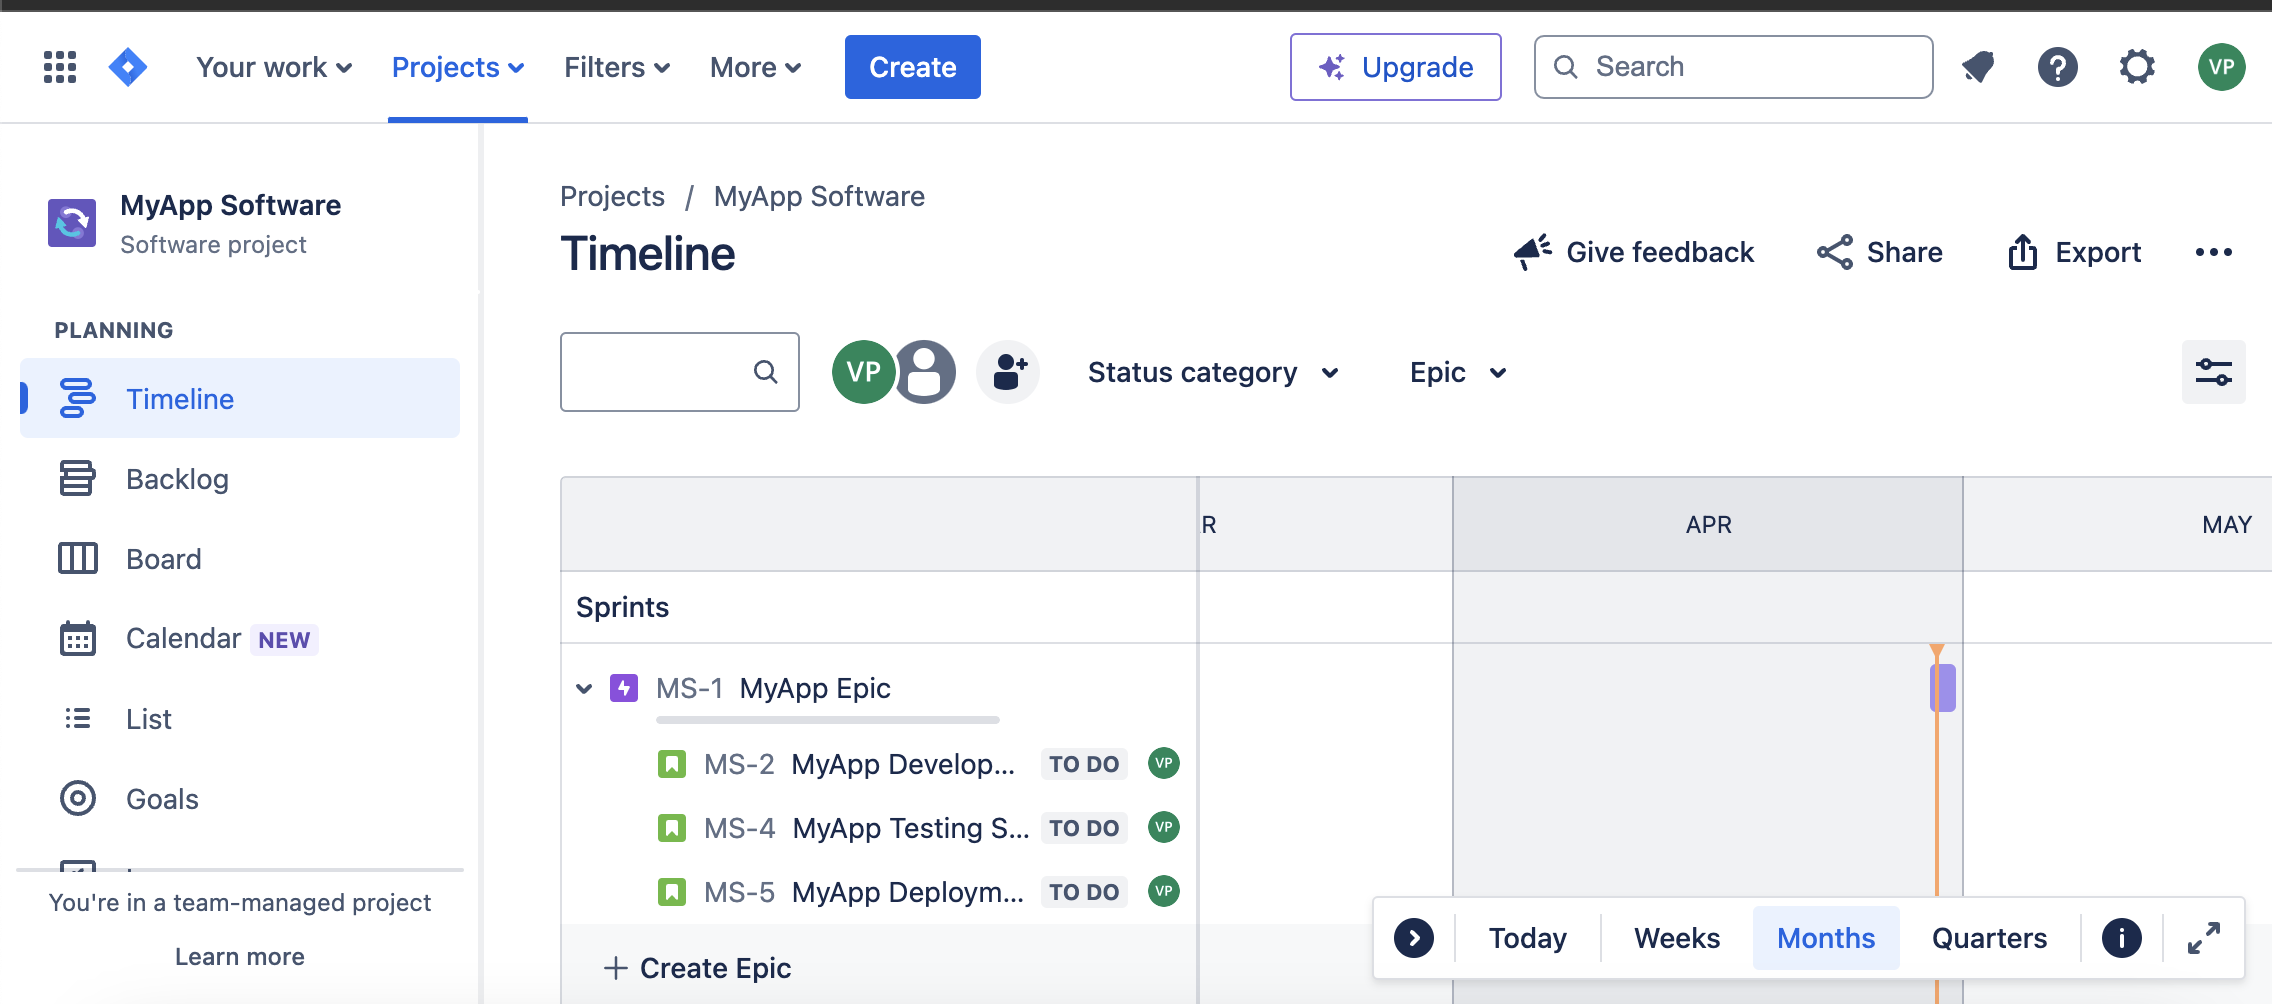 Your work
Projects
Filters
More
Create
Upgrade
Search
VP
MyApp Software
Software project
PLANNING
Timeline
Backlog
Board
Calendar NEW
List
Goals
You're in a team-managed project
Learn more
Projects / MyApp Software
Timeline
Give feedback
Share
Export
VP
Status category
Epic
R
APR
MAY
Sprints
MS-1 MyApp Epic
MS-2 MyApp Develop... TO DO VP
MS-4 MyApp Testing S... TO DO VP
MS-5 MyApp Deploym... TO DO VP
+ Create Epic
Today
Weeks
Months
Quarters